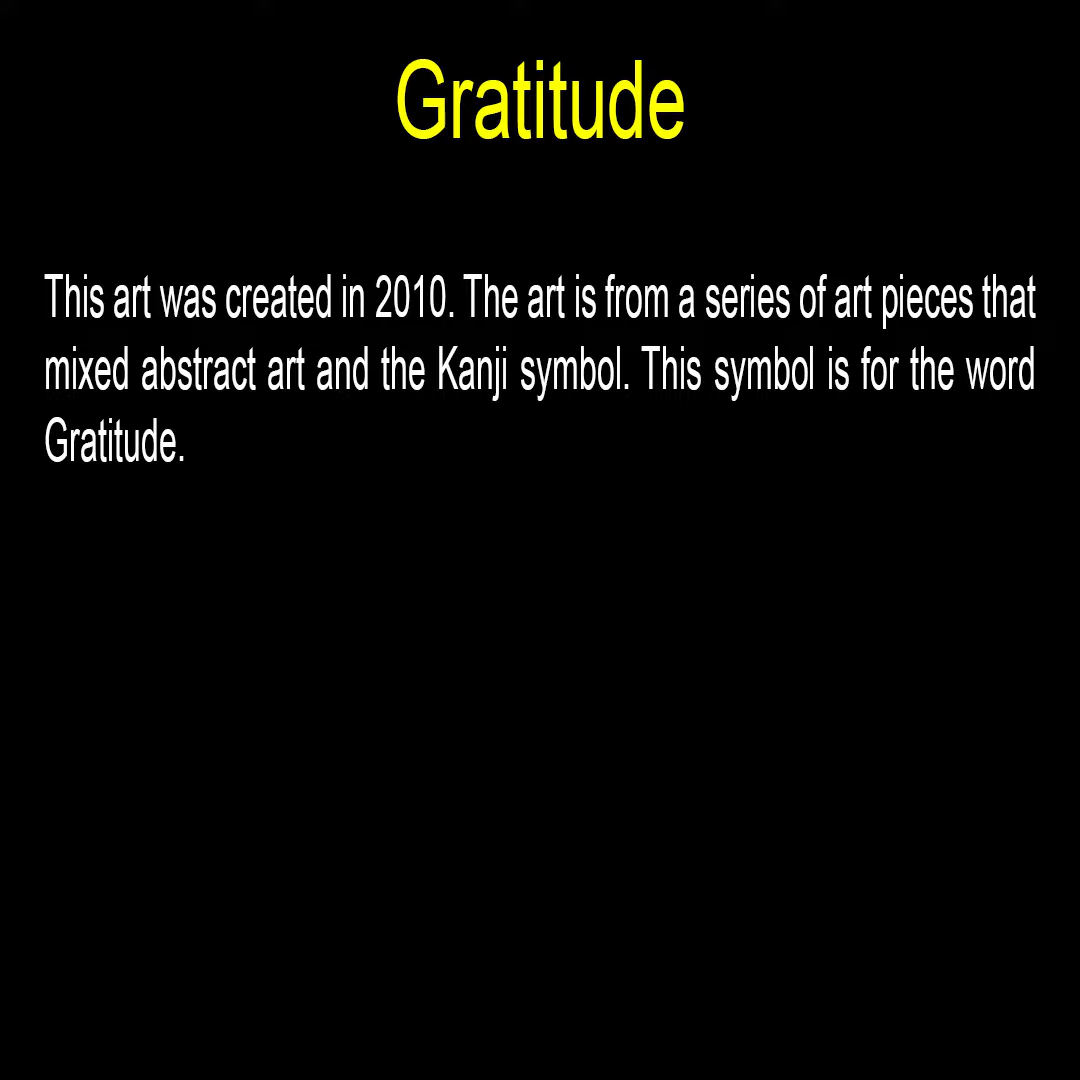 Gratitude
This art was created in 2010. The art is from a series of art pieces that
mixed abstract art and the Kanji symbol. This symbol is for the word
Gratitude.